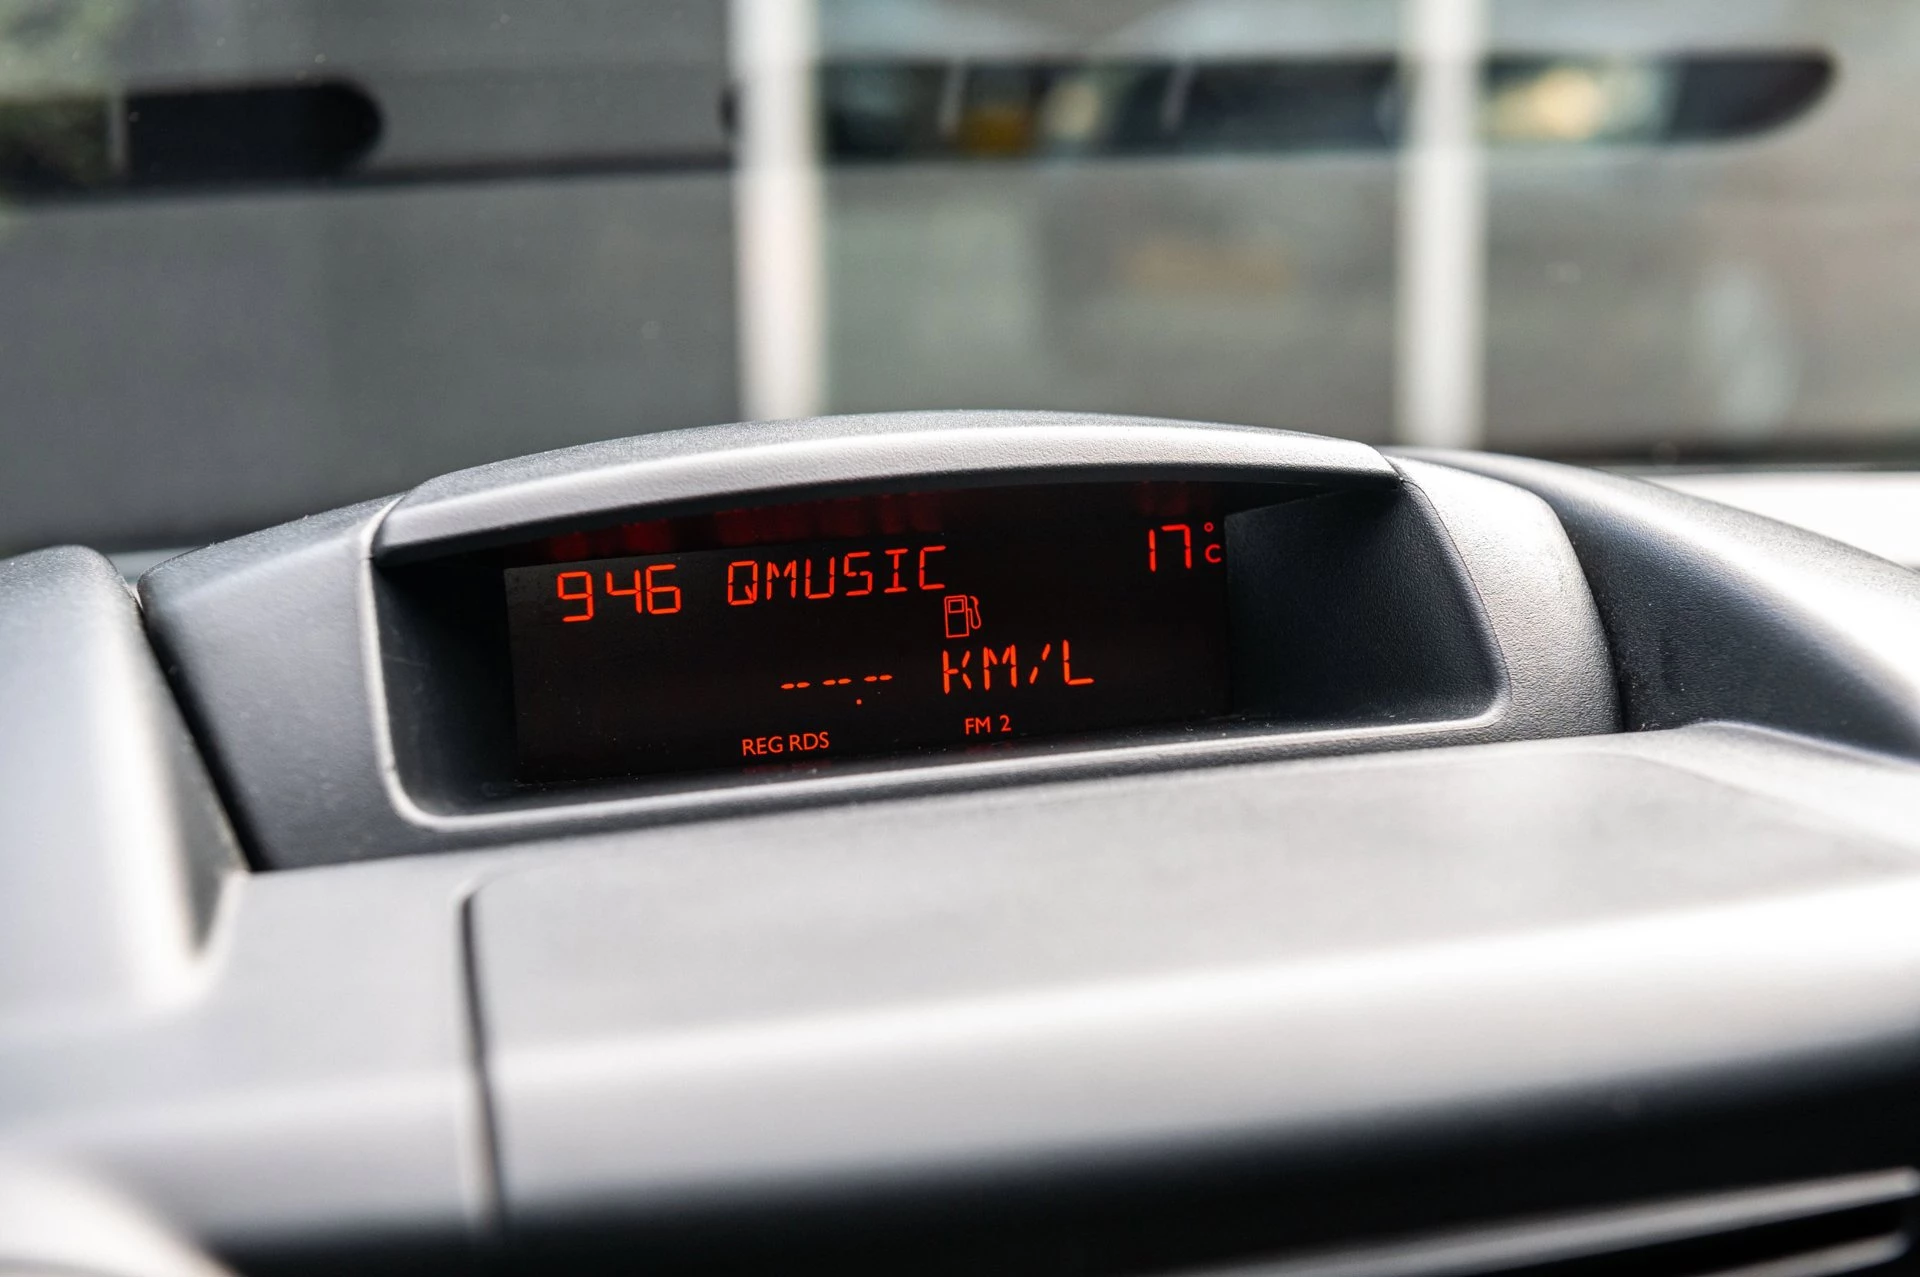 946 QMUSIC 17°C
-- --.-- KM/L
REG RDS FM 2